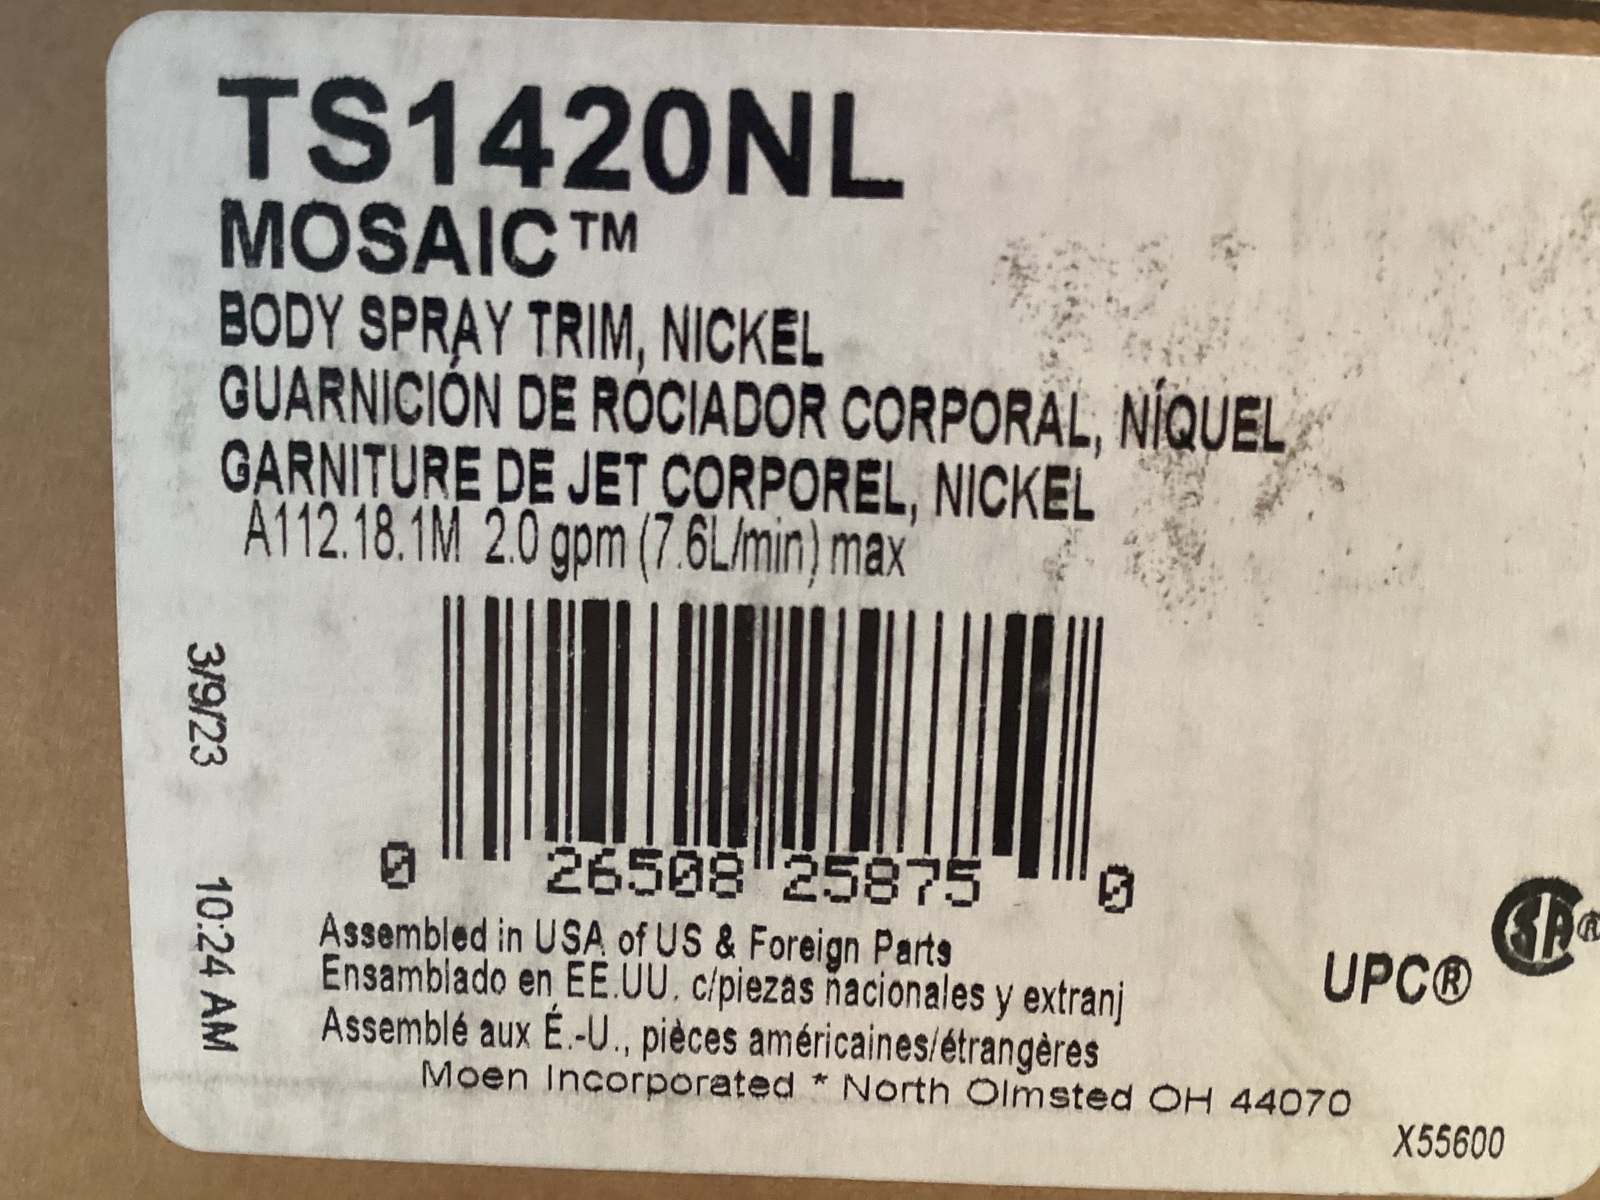 TS1420NL
MOSAIC™
BODY SPRAY TRIM, NICKEL
GUARNICIÓN DE ROCIADOR CORPORAL, NÍQUEL
GARNITURE DE JET CORPOREL, NICKEL
A112.18.1M 2.0 gpm (7.6L/min) max
3/9/23 10:24 AM
0 26508 25875 0
Assembled in USA of US & Foreign Parts
Ensamblado en EE.UU. c/piezas nacionales y extranj
Assemblé aux É.-U., pièces américaines/étrangères
Moen Incorporated * North Olmsted OH 44070
UPC®
SA®
X55600